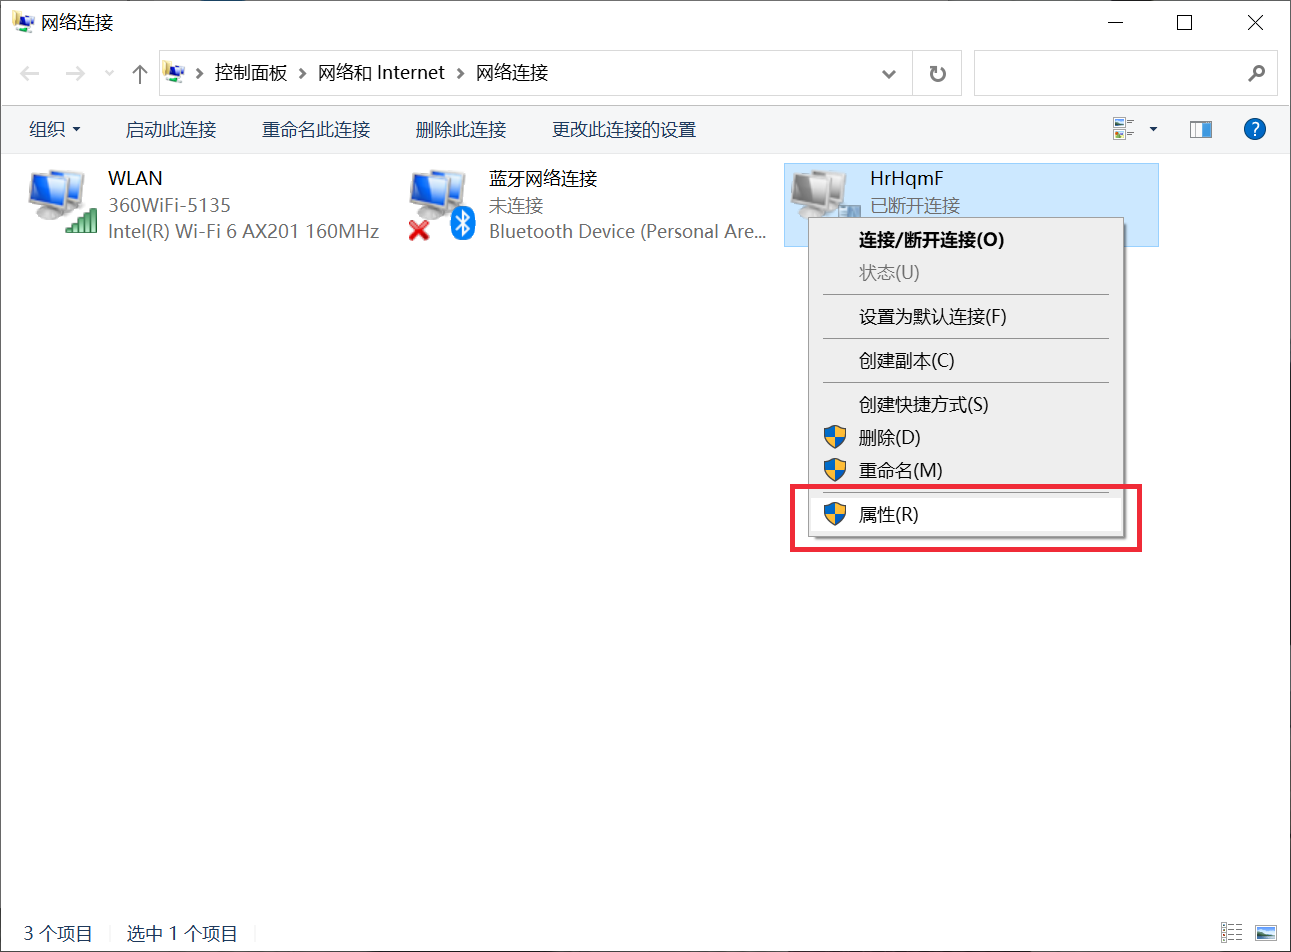 网络连接
控制面板 网络和 Internet 网络连接
组织 启动此连接 重命名此连接 删除此连接 更改此连接的设置
WLAN
360WiFi-5135
Intel(R) Wi-Fi 6 AX201 160MHz
蓝牙网络连接
未连接
Bluetooth Device (Personal Are...
HrHqmF
已断开连接
连接/断开连接(O)
状态(U)
设置为默认连接(F)
创建副本(C)
创建快捷方式(S)
删除(D)
重命名(M)
属性(R)
3 个项目 选中 1 个项目